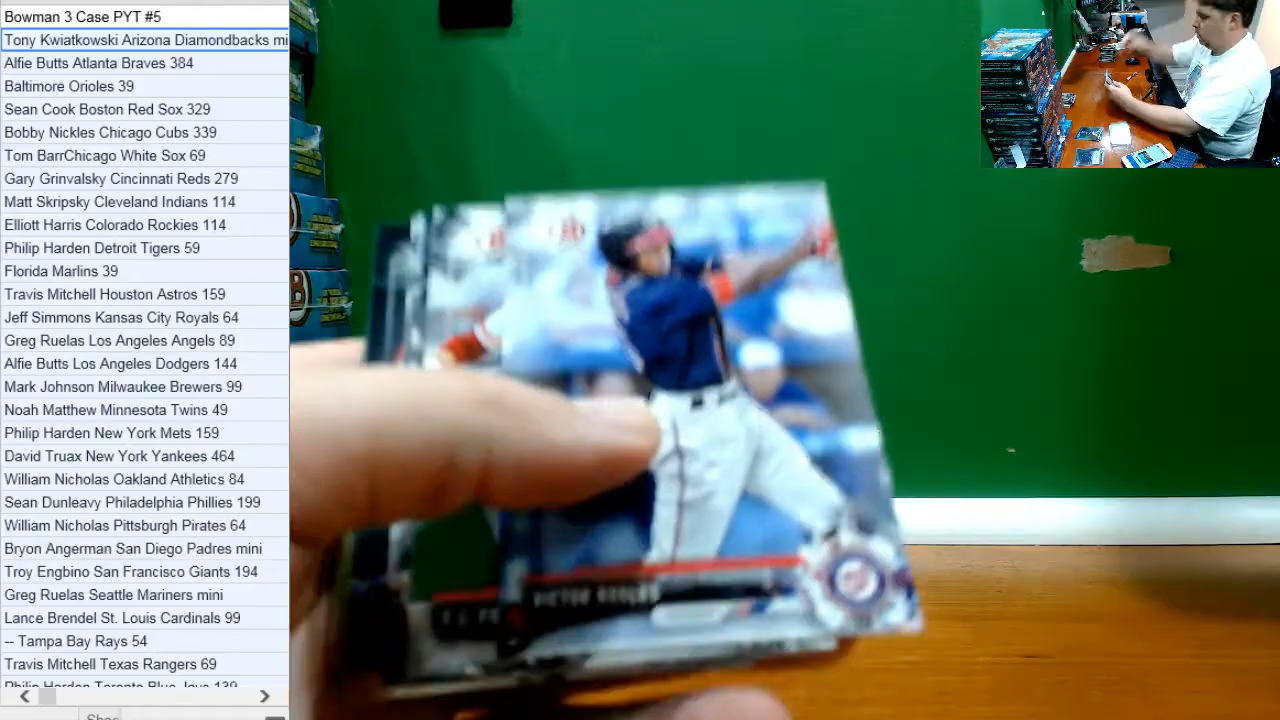 Bowman 3 Case PYT #5
Tony Kwiatkowski Arizona Diamondbacks mi
Alfie Butts Atlanta Braves 384
Baltimore Orioles 39
Sean Cook Boston Red Sox 329
Bobby Nickles Chicago Cubs 339
Tom BarrChicago White Sox 69
Gary Grinvalsky Cincinnati Reds 279
Matt Skripsky Cleveland Indians 114
Elliott Harris Colorado Rockies 114
Philip Harden Detroit Tigers 59
Florida Marlins 39
Travis Mitchell Houston Astros 159
Jeff Simmons Kansas City Royals 64
Greg Ruelas Los Angeles Angels 89
Alfie Butts Los Angeles Dodgers 144
Mark Johnson Milwaukee Brewers 99
Noah Matthew Minnesota Twins 49
Philip Harden New York Mets 159
David Truax New York Yankees 464
William Nicholas Oakland Athletics 84
Sean Dunleavy Philadelphia Phillies 199
William Nicholas Pittsburgh Pirates 64
Bryon Angerman San Diego Padres mini
Troy Engbino San Francisco Giants 194
Greg Ruelas Seattle Mariners mini
Lance Brendel St. Louis Cardinals 99
-- Tampa Bay Rays 54
Travis Mitchell Texas Rangers 69
Philip Harden Toronto Blue Jays 139
VICTOR ROBLES